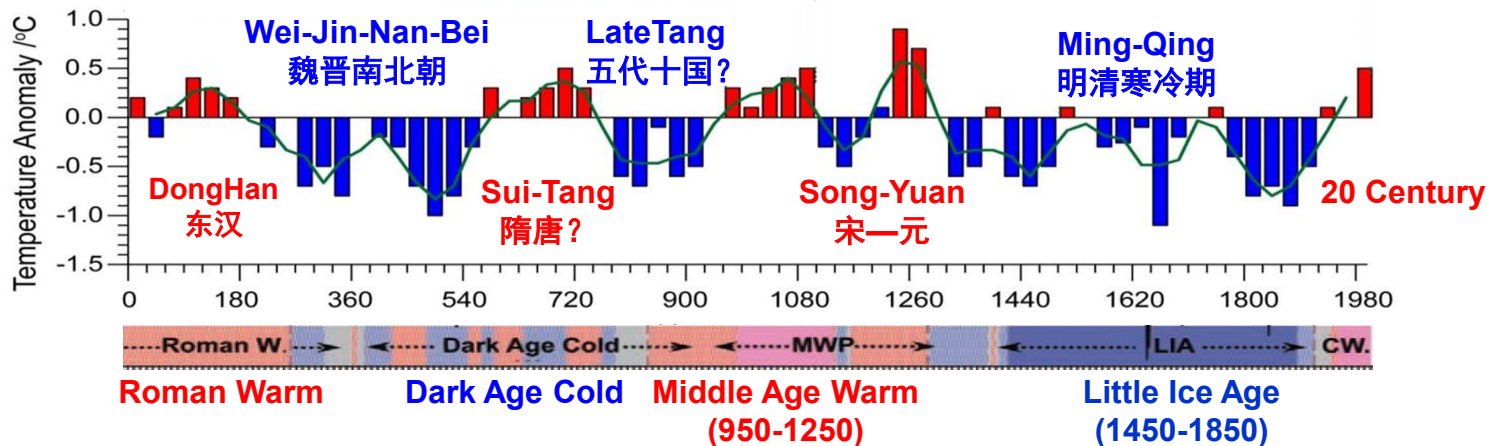 Temperature Anomaly /ºC
1.0
0.5
0.0
-0.5
-1.0
-1.5
Wei-Jin-Nan-Bei
魏晋南北朝
LateTang
五代十国?
Ming-Qing
明清寒冷期
DongHan
东汉
Sui-Tang
隋唐?
Song-Yuan
宋—元
20 Century
0 180 360 540 720 900 1080 1260 1440 1620 1800 1980
Roman W. Dark Age Cold MWP LIA CW.
Roman Warm Dark Age Cold Middle Age Warm Little Ice Age
(950-1250) (1450-1850)